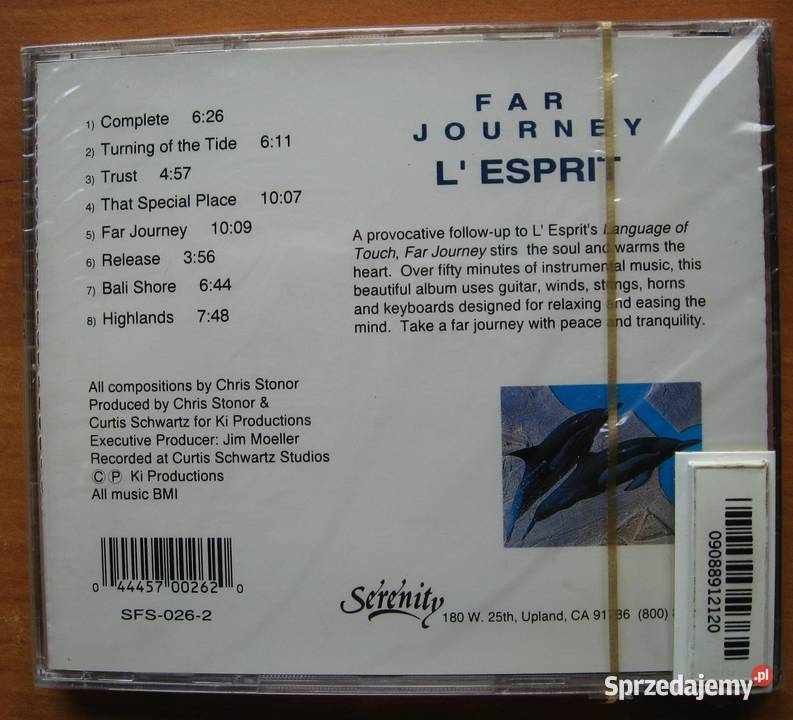 1) Complete 6:26
2) Turning of the Tide 6:11
3) Trust 4:57
4) That Special Place 10:07
5) Far Journey 10:09
6) Release 3:56
7) Bali Shore 6:44
8) Highlands 7:48
FAR
JOURNEY
L' ESPRIT
A provocative follow-up to L' Esprit's Language of
Touch, Far Journey stirs the soul and warms the
heart. Over fifty minutes of instrumental music, this
beautiful album uses guitar, winds, strings, horns
and keyboards designed for relaxing and easing the
mind. Take a far journey with peace and tranquility.
All compositions by Chris Stonor
Produced by Chris Stonor &
Curtis Schwartz for Ki Productions
Executive Producer: Jim Moeller
Recorded at Curtis Schwartz Studios
© ℗ Ki Productions
All music BMI
0 44457 00262 0
SFS-026-2
Serenity
180 W. 25th, Upland, CA (800)
0908891 2120
Sprzedajemy.pl